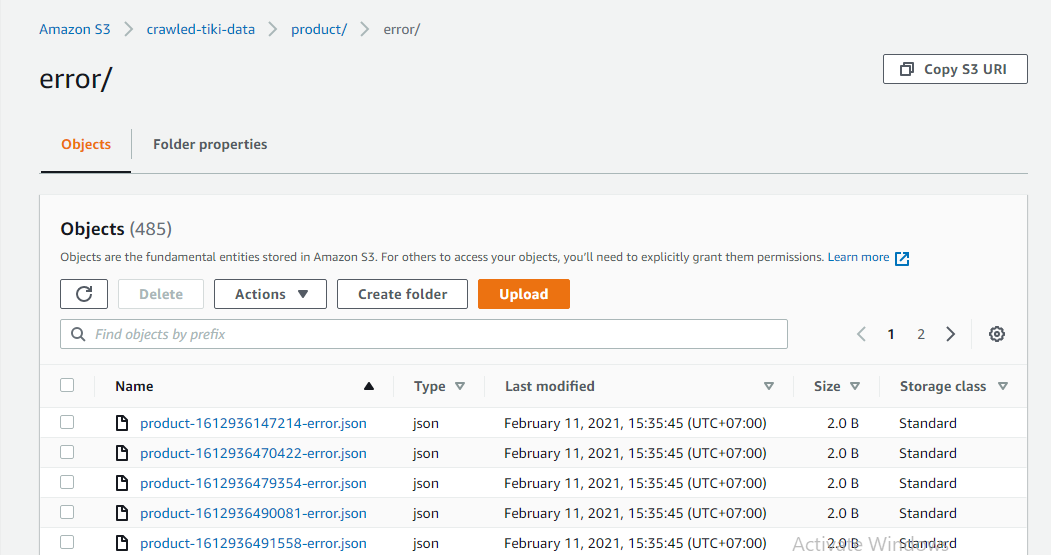 Amazon S3 > crawled-tiki-data > product/ > error/
error/
Copy S3 URI
Objects Folder properties
Objects (485)
Objects are the fundamental entities stored in Amazon S3. For others to access your objects, you'll need to explicitly grant them permissions. Learn more
Delete Actions Create folder Upload
Find objects by prefix 1 2
Name Type Last modified Size Storage class
product-1612936147214-error.json json February 11, 2021, 15:35:45 (UTC+07:00) 2.0 B Standard
product-1612936470422-error.json json February 11, 2021, 15:35:45 (UTC+07:00) 2.0 B Standard
product-1612936479354-error.json json February 11, 2021, 15:35:45 (UTC+07:00) 2.0 B Standard
product-1612936490081-error.json json February 11, 2021, 15:35:45 (UTC+07:00) 2.0 B Standard
product-1612936491558-error.json json February 11, 2021, 15:35:45 (UTC+07:00) 2.0 B Standard
Activate Windows